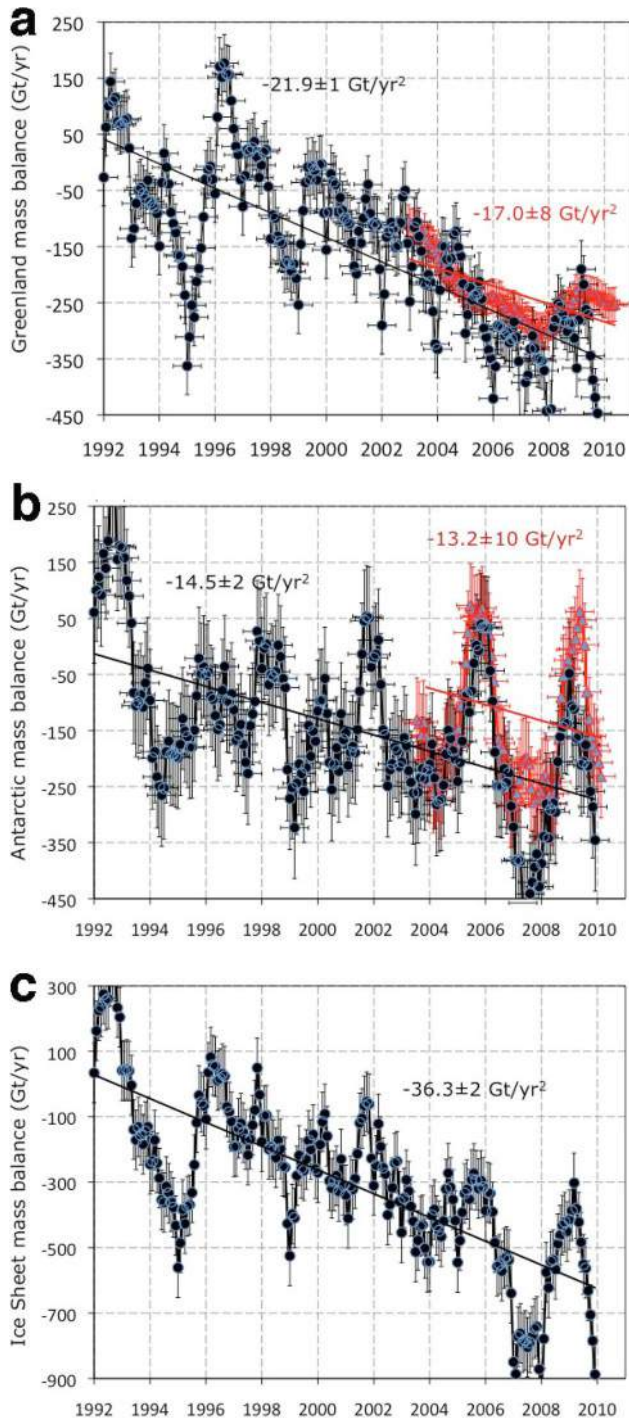 a
Greenland mass balance (Gt/yr)
250
150
50
-50
-150
-250
-350
-450
-21.9±1 Gt/yr²
-17.0±8 Gt/yr²
1992 1994 1996 1998 2000 2002 2004 2006 2008 2010
b
Antarctic mass balance (Gt/yr)
250
150
50
-50
-150
-250
-350
-450
-13.2±10 Gt/yr²
-14.5±2 Gt/yr²
1992 1994 1996 1998 2000 2002 2004 2006 2008 2010
c
Ice Sheet mass balance (Gt/yr)
300
100
-100
-300
-500
-700
-900
-36.3±2 Gt/yr²
1992 1994 1996 1998 2000 2002 2004 2006 2008 2010